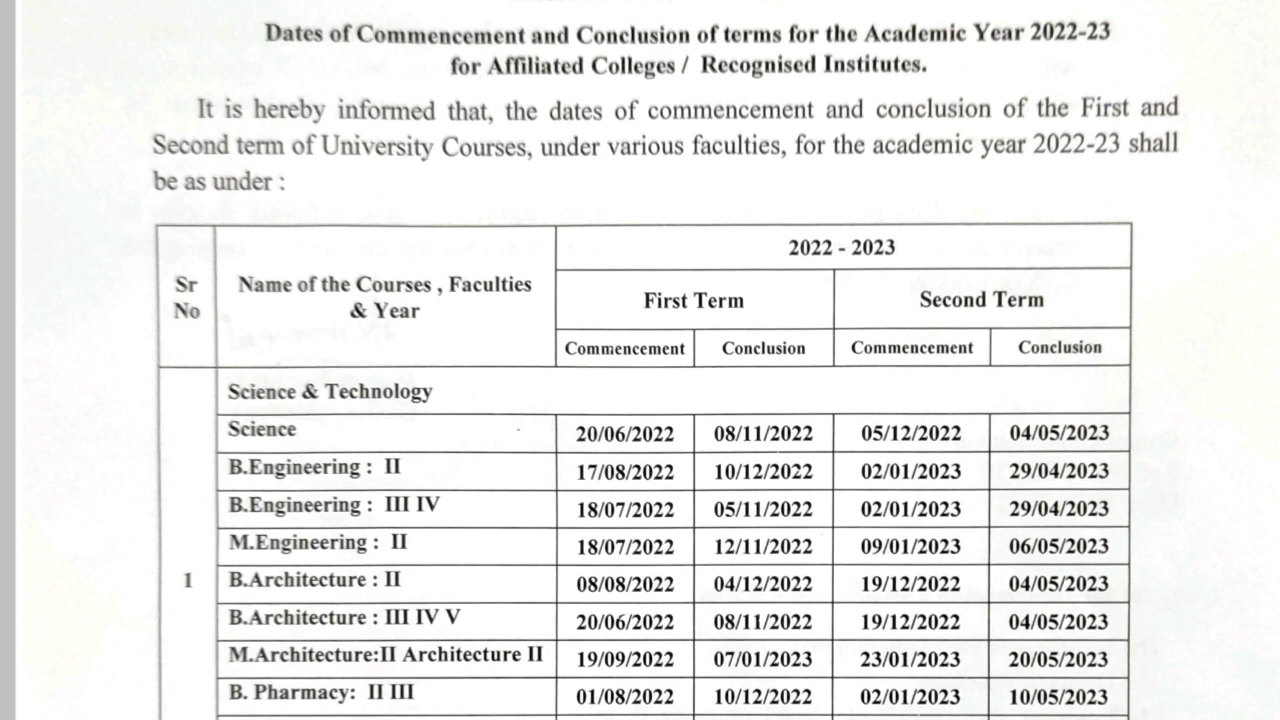 Dates of Commencement and Conclusion of terms for the Academic Year 2022-23
for Affiliated Colleges / Recognised Institutes.
It is hereby informed that, the dates of commencement and conclusion of the First and
Second term of University Courses, under various faculties, for the academic year 2022-23 shall
be as under :
Sr No Name of the Courses , Faculties & Year 2022 - 2023
First Term Second Term
Commencement Conclusion Commencement Conclusion
Science & Technology
Science 20/06/2022 08/11/2022 05/12/2022 04/05/2023
B.Engineering : II 17/08/2022 10/12/2022 02/01/2023 29/04/2023
B.Engineering : III IV 18/07/2022 05/11/2022 02/01/2023 29/04/2023
M.Engineering : II 18/07/2022 12/11/2022 09/01/2023 06/05/2023
1 B.Architecture : II 08/08/2022 04/12/2022 19/12/2022 04/05/2023
B.Architecture : III IV V 20/06/2022 08/11/2022 19/12/2022 04/05/2023
M.Architecture:II Architecture II 19/09/2022 07/01/2023 23/01/2023 20/05/2023
B. Pharmacy: II III 01/08/2022 10/12/2022 02/01/2023 10/05/2023